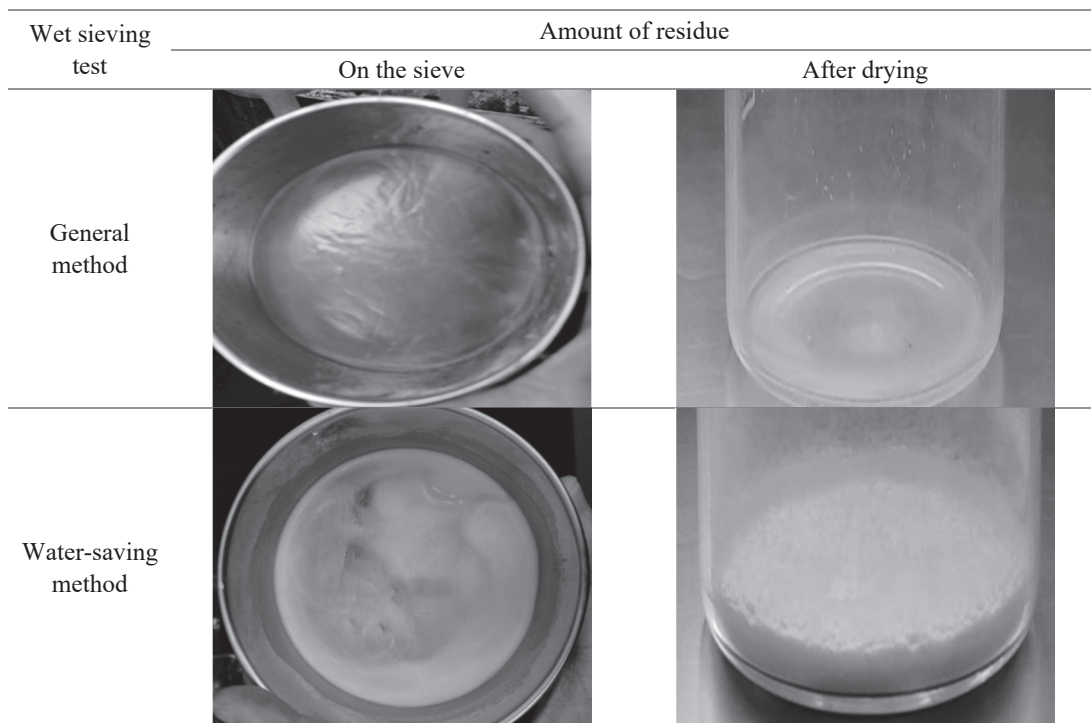 Wet sieving
test
Amount of residue
On the sieve
After drying
General
method
Water-saving
method